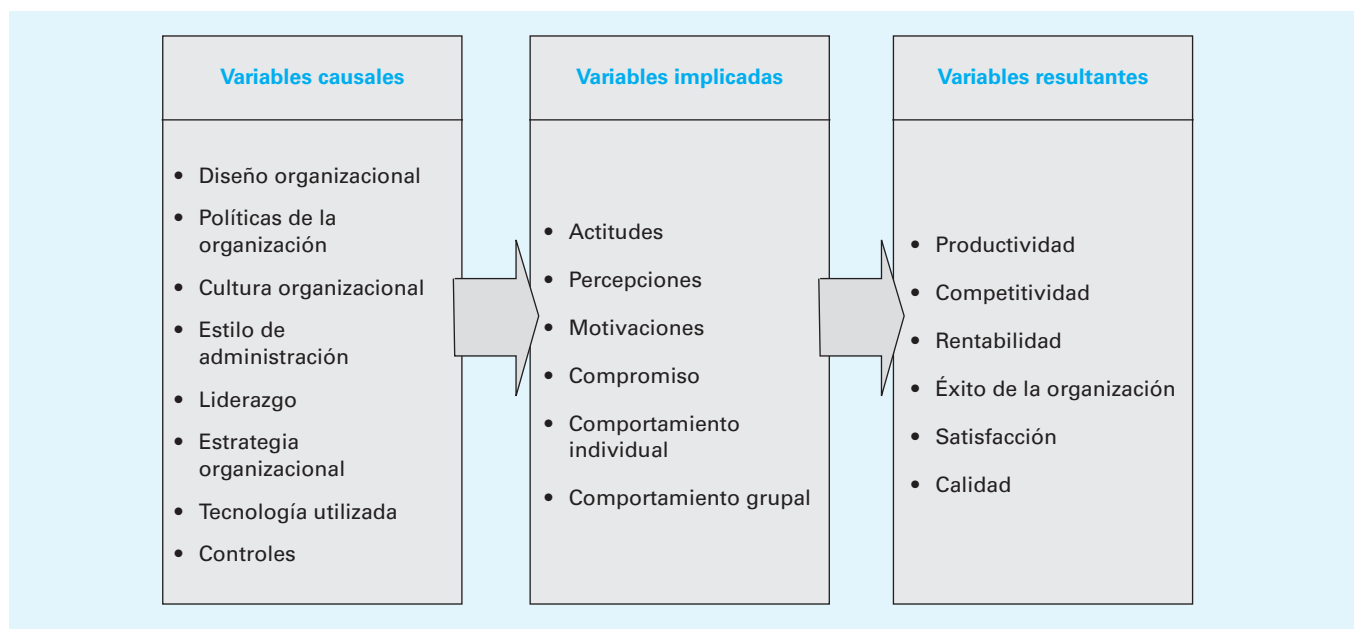 Variables causales
• Diseño organizacional
• Políticas de la
organización
• Cultura organizacional
• Estilo de
administración
• Liderazgo
• Estrategia
organizacional
• Tecnología utilizada
• Controles
Variables implicadas
• Actitudes
• Percepciones
• Motivaciones
• Compromiso
• Comportamiento
individual
• Comportamiento grupal
Variables resultantes
• Productividad
• Competitividad
• Rentabilidad
• Éxito de la organización
• Satisfacción
• Calidad